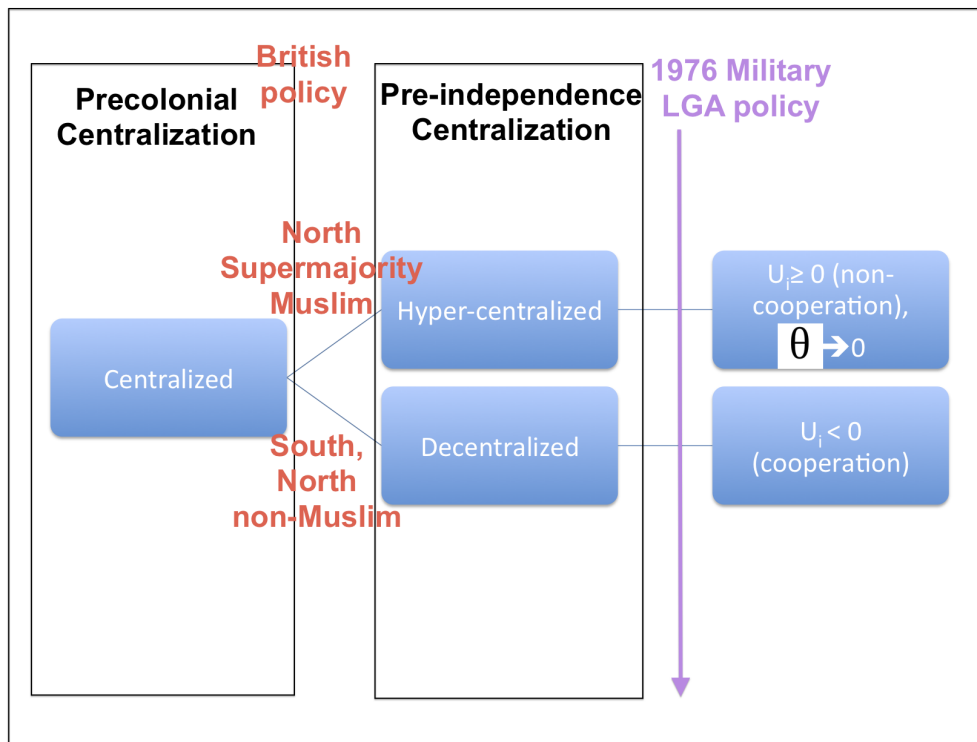 British
policy
Precolonial
Centralization
Pre-independence
Centralization
1976 Military
LGA policy
North
Supermajority
Muslim
South,
North
non-Muslim
Centralized
Hyper-centralized
Decentralized
Uᵢ≥ 0 (non-
cooperation),
θ➔0
Uᵢ < 0
(cooperation)